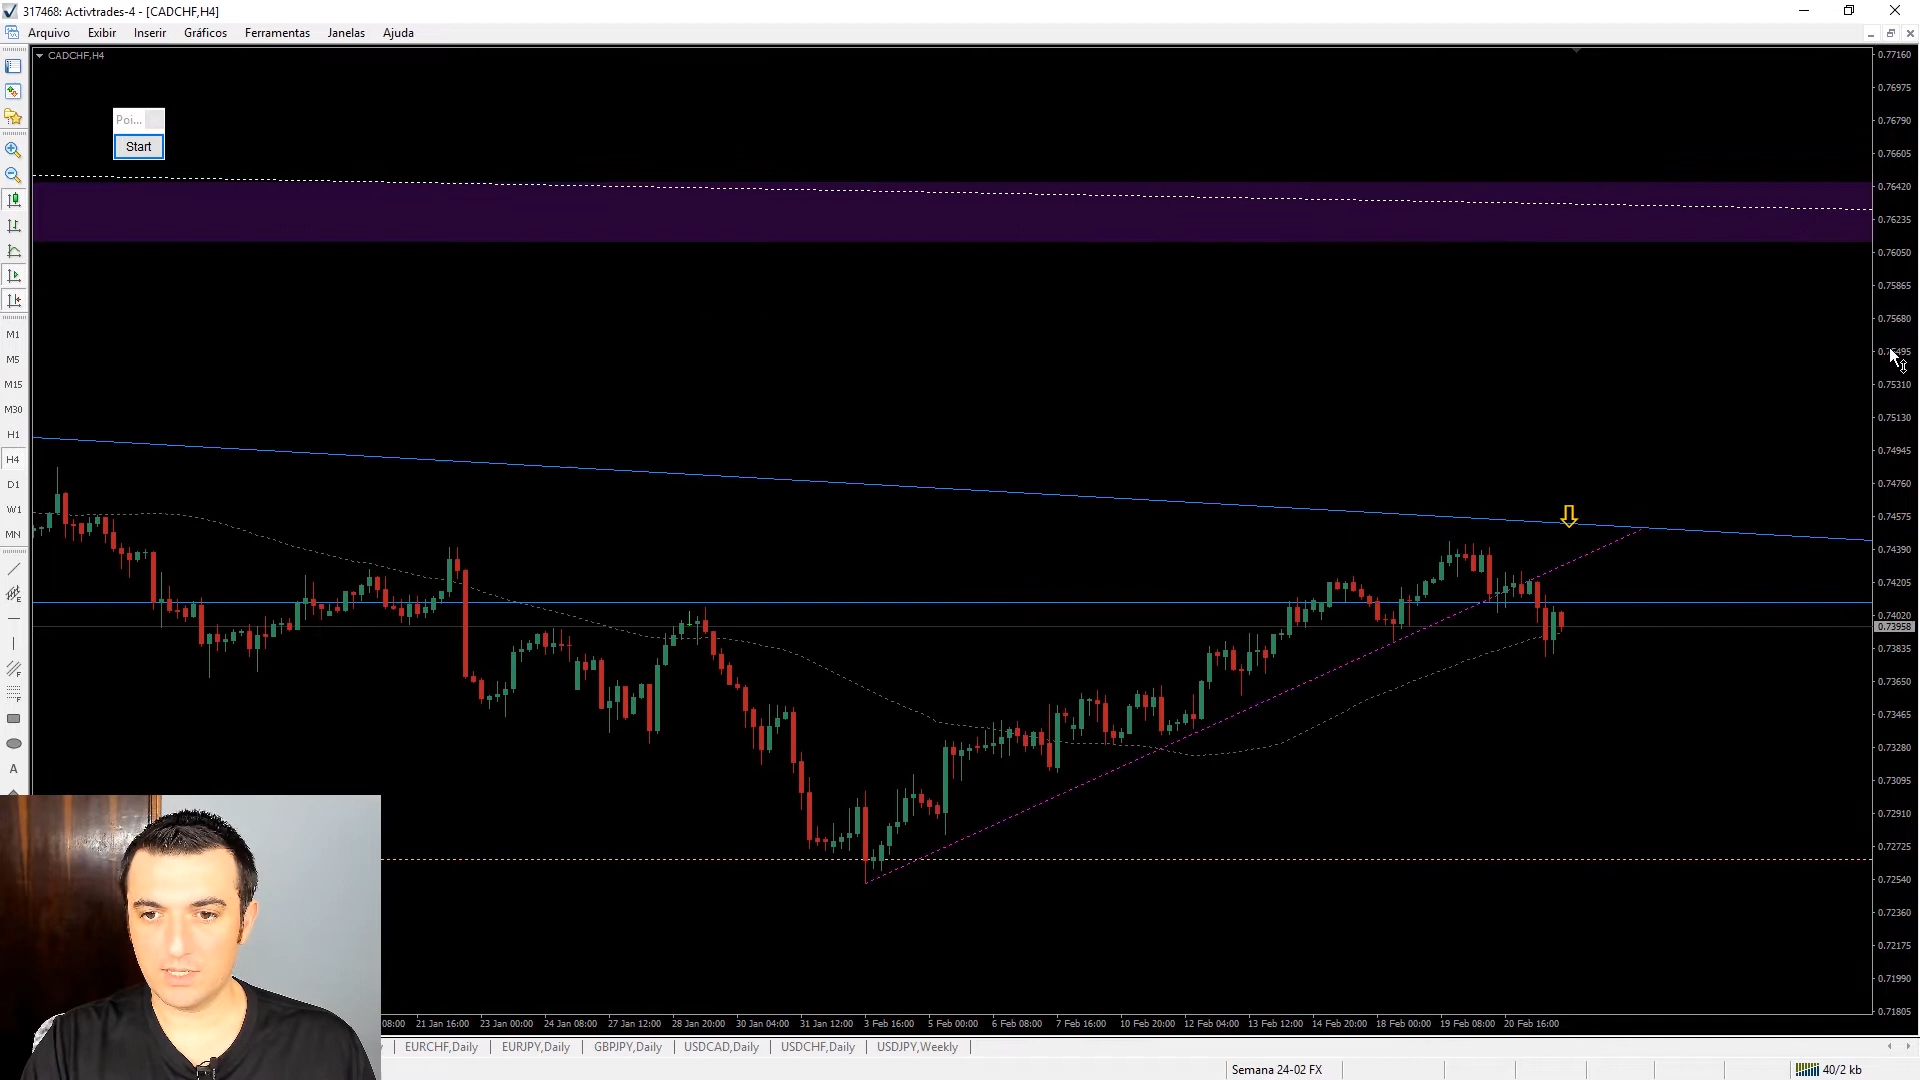 317468: Activtrades-4 - [CADCHF,H4]
Arquivo Exibir Inserir Gráficos Ferramentas Janelas Ajuda
CADCHF,H4
Poi...
Start
M1
M5
M15
M30
H1
H4
D1
W1
MN
A
0.77160
0.76975
0.76790
0.76605
0.76420
0.76235
0.76050
0.75865
0.75680
0.75495
0.75310
0.75130
0.74945
0.74760
0.74575
0.74390
0.74205
0.74020
0.73958
0.73835
0.73650
0.73465
0.73280
0.73095
0.72910
0.72725
0.72540
0.72360
0.72175
0.71990
0.71805
08:00 21 Jan 16:00 23 Jan 00:00 24 Jan 08:00 27 Jan 12:00 28 Jan 20:00 30 Jan 04:00 31 Jan 12:00 3 Feb 16:00 5 Feb 00:00 6 Feb 08:00 7 Feb 16:00 10 Feb 20:00 12 Feb 04:00 13 Feb 12:00 14 Feb 20:00 18 Feb 00:00 19 Feb 08:00 20 Feb 16:00
EURCHF,Daily EURJPY,Daily GBPJPY,Daily USDCAD,Daily USDCHF,Daily USDJPY,Weekly
Semana 24-02 FX 40/2 kb